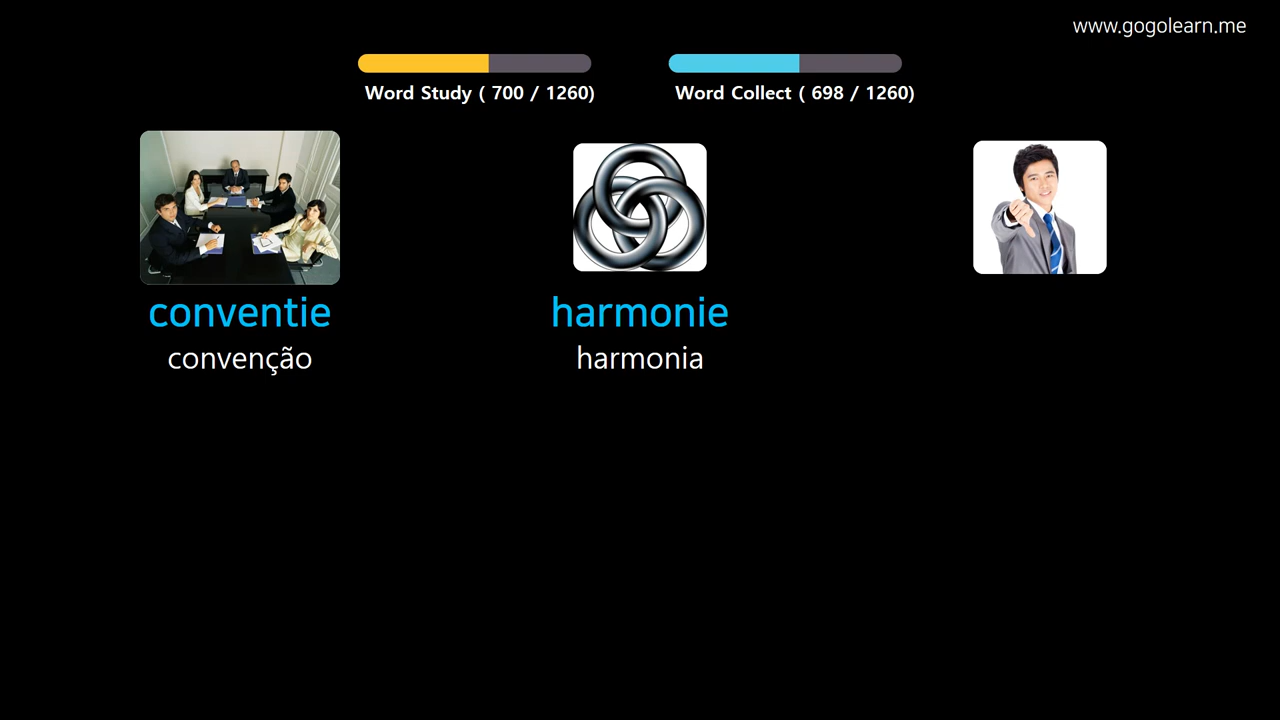 www.gogolearn.me
Word Study ( 700 / 1260)
Word Collect ( 698 / 1260)
conventie
harmonie
convenção
harmonia